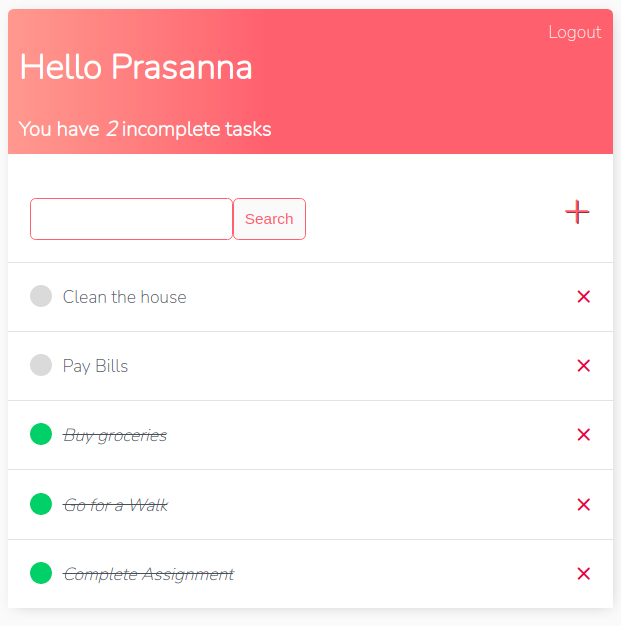 Logout
Hello Prasanna
You have 2 incomplete tasks
Search
Clean the house
Pay Bills
Buy groceries
Go for a Walk
Complete Assignment